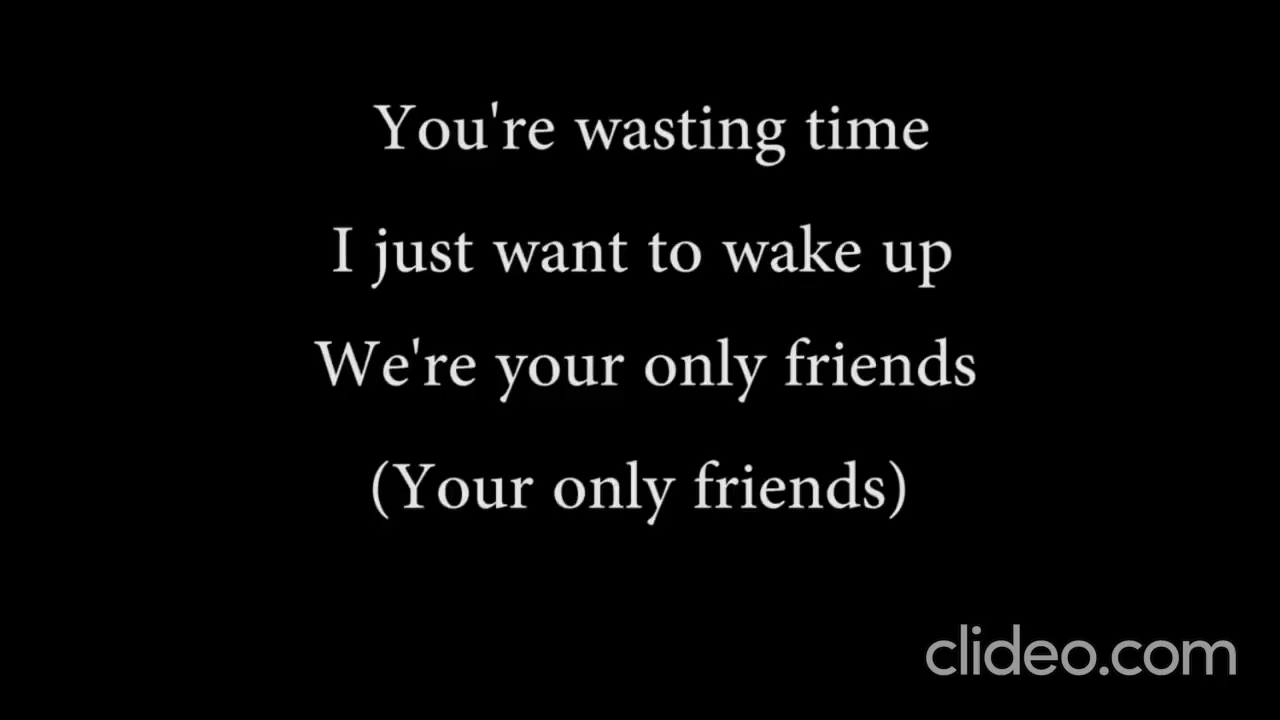 You're wasting time
I just want to wake up
We're your only friends
(Your only friends)
clideo.com